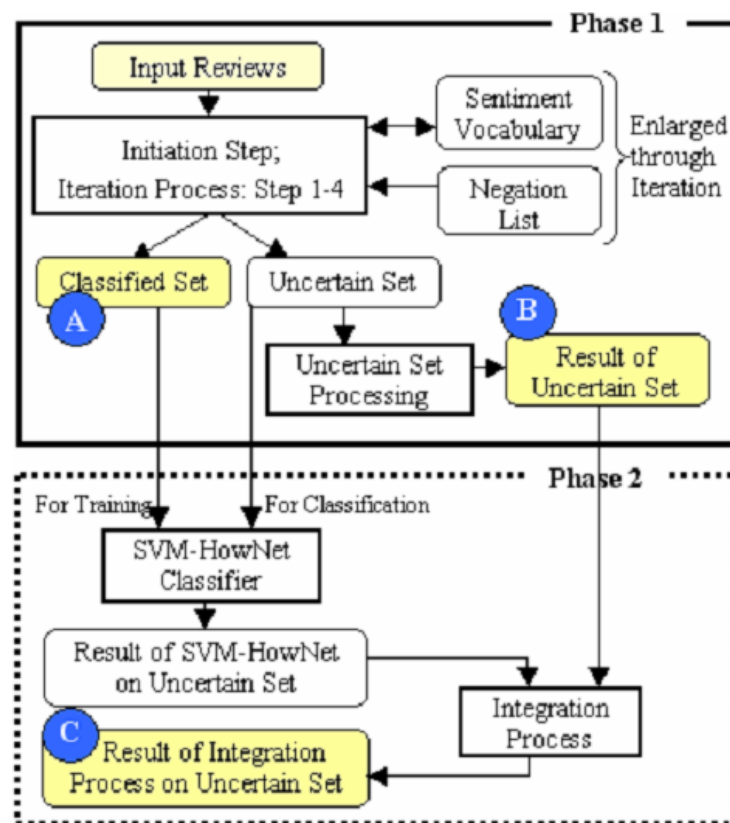 Phase 1
Input Reviews
Sentiment
Vocabulary
Initiation Step;
Iteration Process: Step 1-4
Negation
List
Enlarged
through
Iteration
Classified Set
A
Uncertain Set
B
Uncertain Set
Processing
Result of
Uncertain Set
Phase 2
For Training
For Classification
SVM-HowNet
Classifier
Result of SVM-HowNet
on Uncertain Set
Integration
Process
C
Result of Integration
Process on Uncertain Set